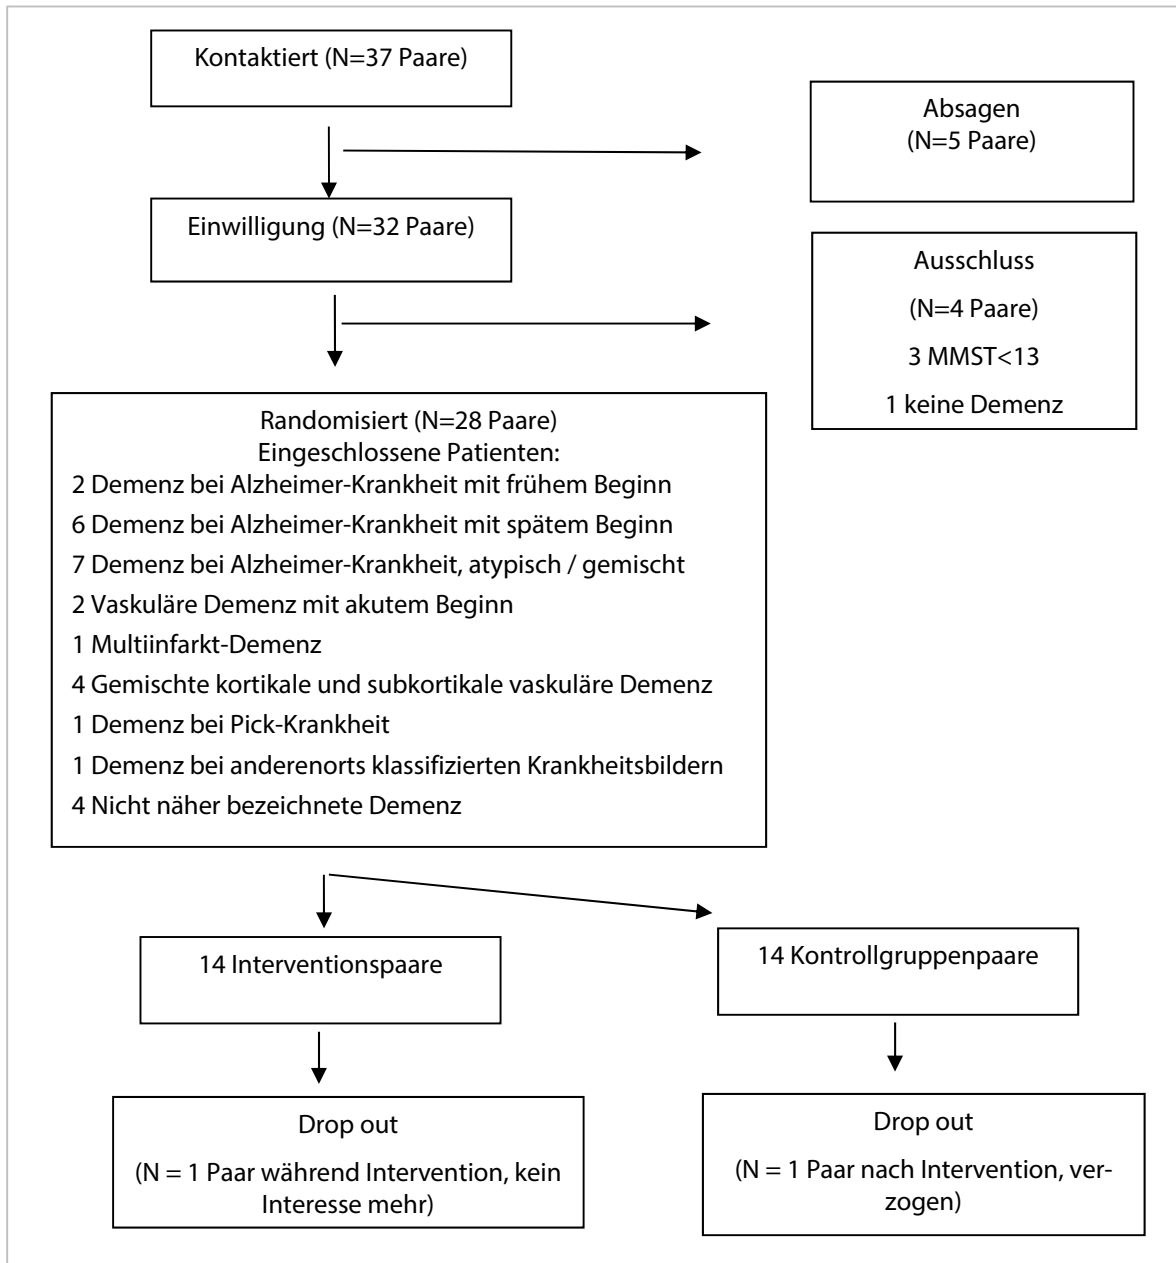 Kontaktiert (N=37 Paare)
Absagen
(N=5 Paare)
Einwilligung (N=32 Paare)
Ausschluss
(N=4 Paare)
3 MMST<13
1 keine Demenz
Randomisiert (N=28 Paare)
Eingeschlossene Patienten:
2 Demenz bei Alzheimer-Krankheit mit frühem Beginn
6 Demenz bei Alzheimer-Krankheit mit spätem Beginn
7 Demenz bei Alzheimer-Krankheit, atypisch / gemischt
2 Vaskuläre Demenz mit akutem Beginn
1 Multiinfarkt-Demenz
4 Gemischte kortikale und subkortikale vaskuläre Demenz
1 Demenz bei Pick-Krankheit
1 Demenz bei anderenorts klassifizierten Krankheitsbildern
4 Nicht näher bezeichnete Demenz
14 Interventionspaare
14 Kontrollgruppenpaare
Drop out
(N = 1 Paar während Intervention, kein
Interesse mehr)
Drop out
(N = 1 Paar nach Intervention, ver-
zogen)